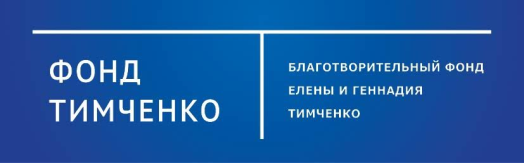 ФОНД
ТИМЧЕНКО
БЛАГОТВОРИТЕЛЬНЫЙ ФОНД
ЕЛЕНЫ И ГЕННАДИЯ
ТИМЧЕНКО